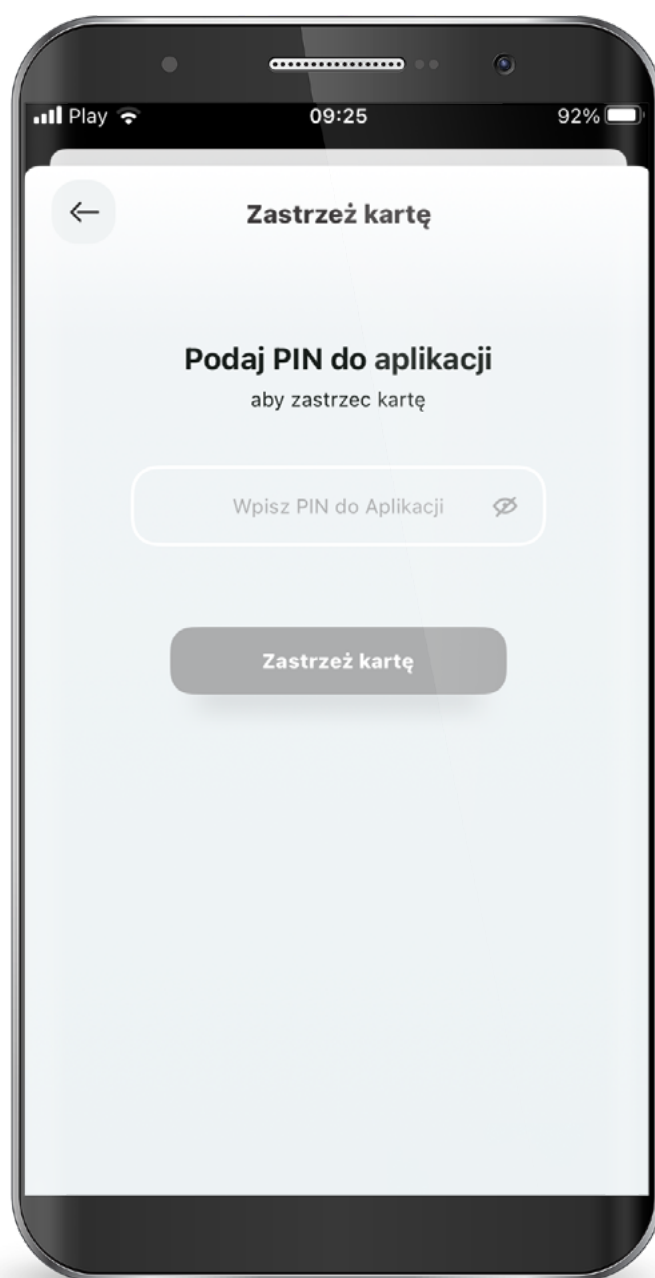 Play
09:25
92%
Zastrzeż kartę
Podaj PIN do aplikacji
aby zastrzec kartę
Wpisz PIN do Aplikacji
Zastrzeż kartę